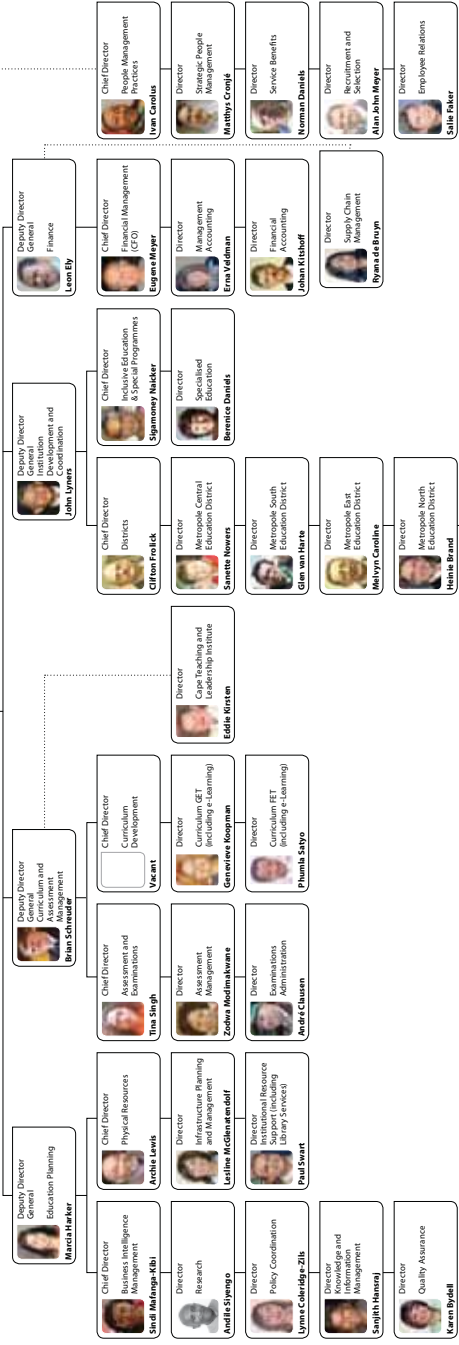 Deputy Director
General
Education Planning
Marcia Harker
Chief Director
Business Intelligence
Management
Sindi Mafanga-Kibi
Director
Research
Andile Siyengo
Director
Policy Coordination
Lynne Coleridge-Zils
Director
Knowledge and
Information
Management
Sanjith Hansraj
Director
Quality Assurance
Karen Bydell
Chief Director
Physical Resources
Archie Lewis
Director
Infrastructure Planning
and Management
Lesline McGlenatendolf
Director
Institutional Resource
Support (including
Library Services)
Paul Swart
Deputy Director
General
Curriculum and
Assessment
Management
Brian Schreuder
Chief Director
Assessment and
Examinations
Tina Singh
Director
Assessment
Management
Zodwa Modimakwane
Director
Examinations
Administration
André Clausen
Chief Director
Curriculum
Development
Vacant
Director
Curriculum GET
(including e-Learning)
Genevieve Koopman
Director
Curriculum FET
(including e-Learning)
Phumla Satyo
Director
Cape Teaching and
Leadership Institute
Eddie Kirsten
Deputy Director
General
Institution
Development and
Coordination
John Lyners
Chief Director
Districts
Clifton Frolick
Director
Metropole Central
Education District
Sanette Nowers
Director
Metropole South
Education District
Glen van Harte
Director
Metropole East
Education District
Melvyn Caroline
Director
Metropole North
Education District
Heinie Brand
Chief Director
Inclusive Education
& Special Programmes
Sigamoney Naicker
Director
Specialised
Education
Berenice Daniels
Deputy Director
General
Finance
Leon Ely
Chief Director
Financial Management
(CFO)
Eugene Meyer
Director
Management
Accounting
Erna Veldman
Director
Financial
Accounting
Johan Kitshoff
Director
Supply Chain
Management
Ryana de Bruyn
Chief Director
People Management
Practices
Ivan Carolus
Director
Strategic People
Management
Matthys Cronjé
Director
Service Benefits
Norman Daniels
Director
Recruitment and
Selection
Alan John Meyer
Director
Employee Relations
Salie Faker